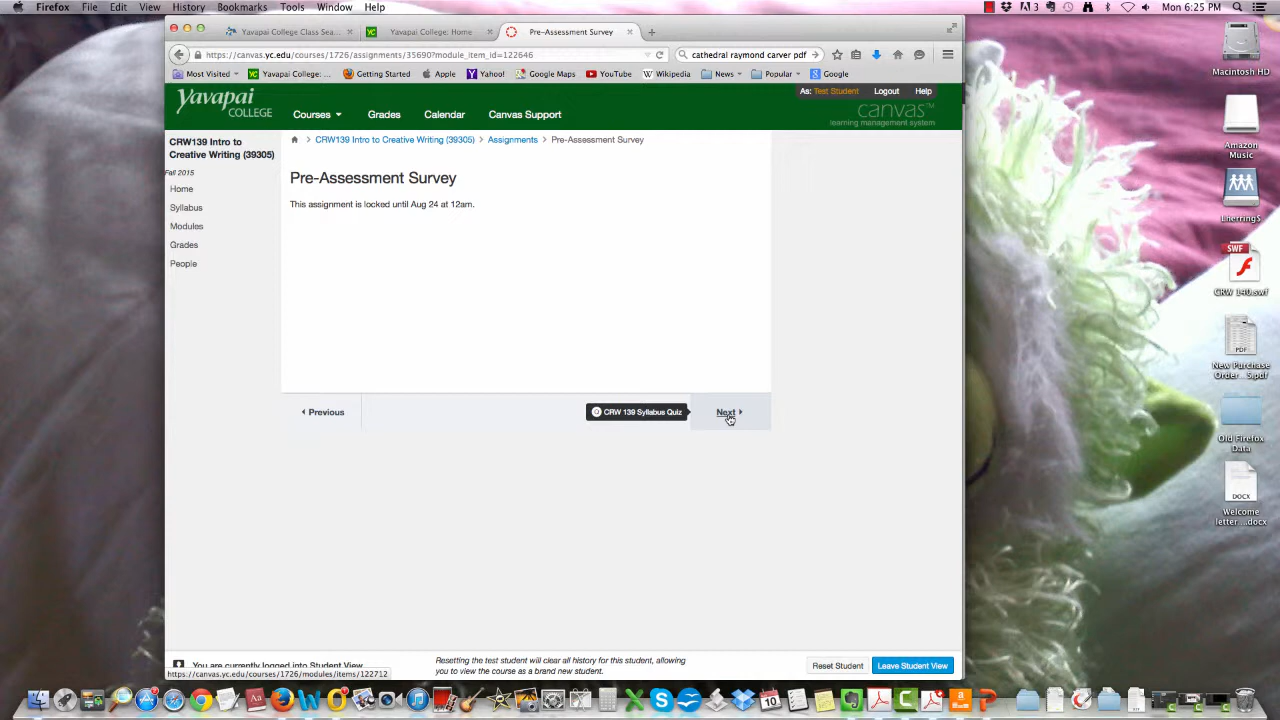 Firefox File Edit View History Bookmarks Tools Window Help
3 Mon 6:25 PM
Yavapai College Class Sea...
Yavapai College: Home
Pre-Assessment Survey
https://canvas.yc.edu/courses/1726/assignments/35690?module_item_id=122646
cathedral raymond carver pdf
Most Visited
Yavapai College: ...
Getting Started
Apple
Yahoo!
Google Maps
YouTube
Wikipedia
News
Popular
Google
As: Test Student Logout Help
Yavapai
COLLEGE
Courses Grades Calendar Canvas Support
canvas™
learning management system
CRW139 Intro to
Creative Writing (39305)
Fall 2015
Home
Syllabus
Modules
Grades
People
CRW139 Intro to Creative Writing (39305) > Assignments > Pre-Assessment Survey
Pre-Assessment Survey
This assignment is locked until Aug 24 at 12am.
Previous
CRW 139 Syllabus Quiz
Next
You are currently logged into Student View
https://canvas.yc.edu/courses/1726/modules/items/122712
Resetting the test student will clear all history for this student, allowing
you to view the course as a brand new student.
Reset Student
Leave Student View
Macintosh HD
Amazon
Music
LherringS
SWF
CRW 140.swf
PDF
New Purchase
Order ...S.pdf
Old Firefox
Data
DOCX
Welcome
letter....docx